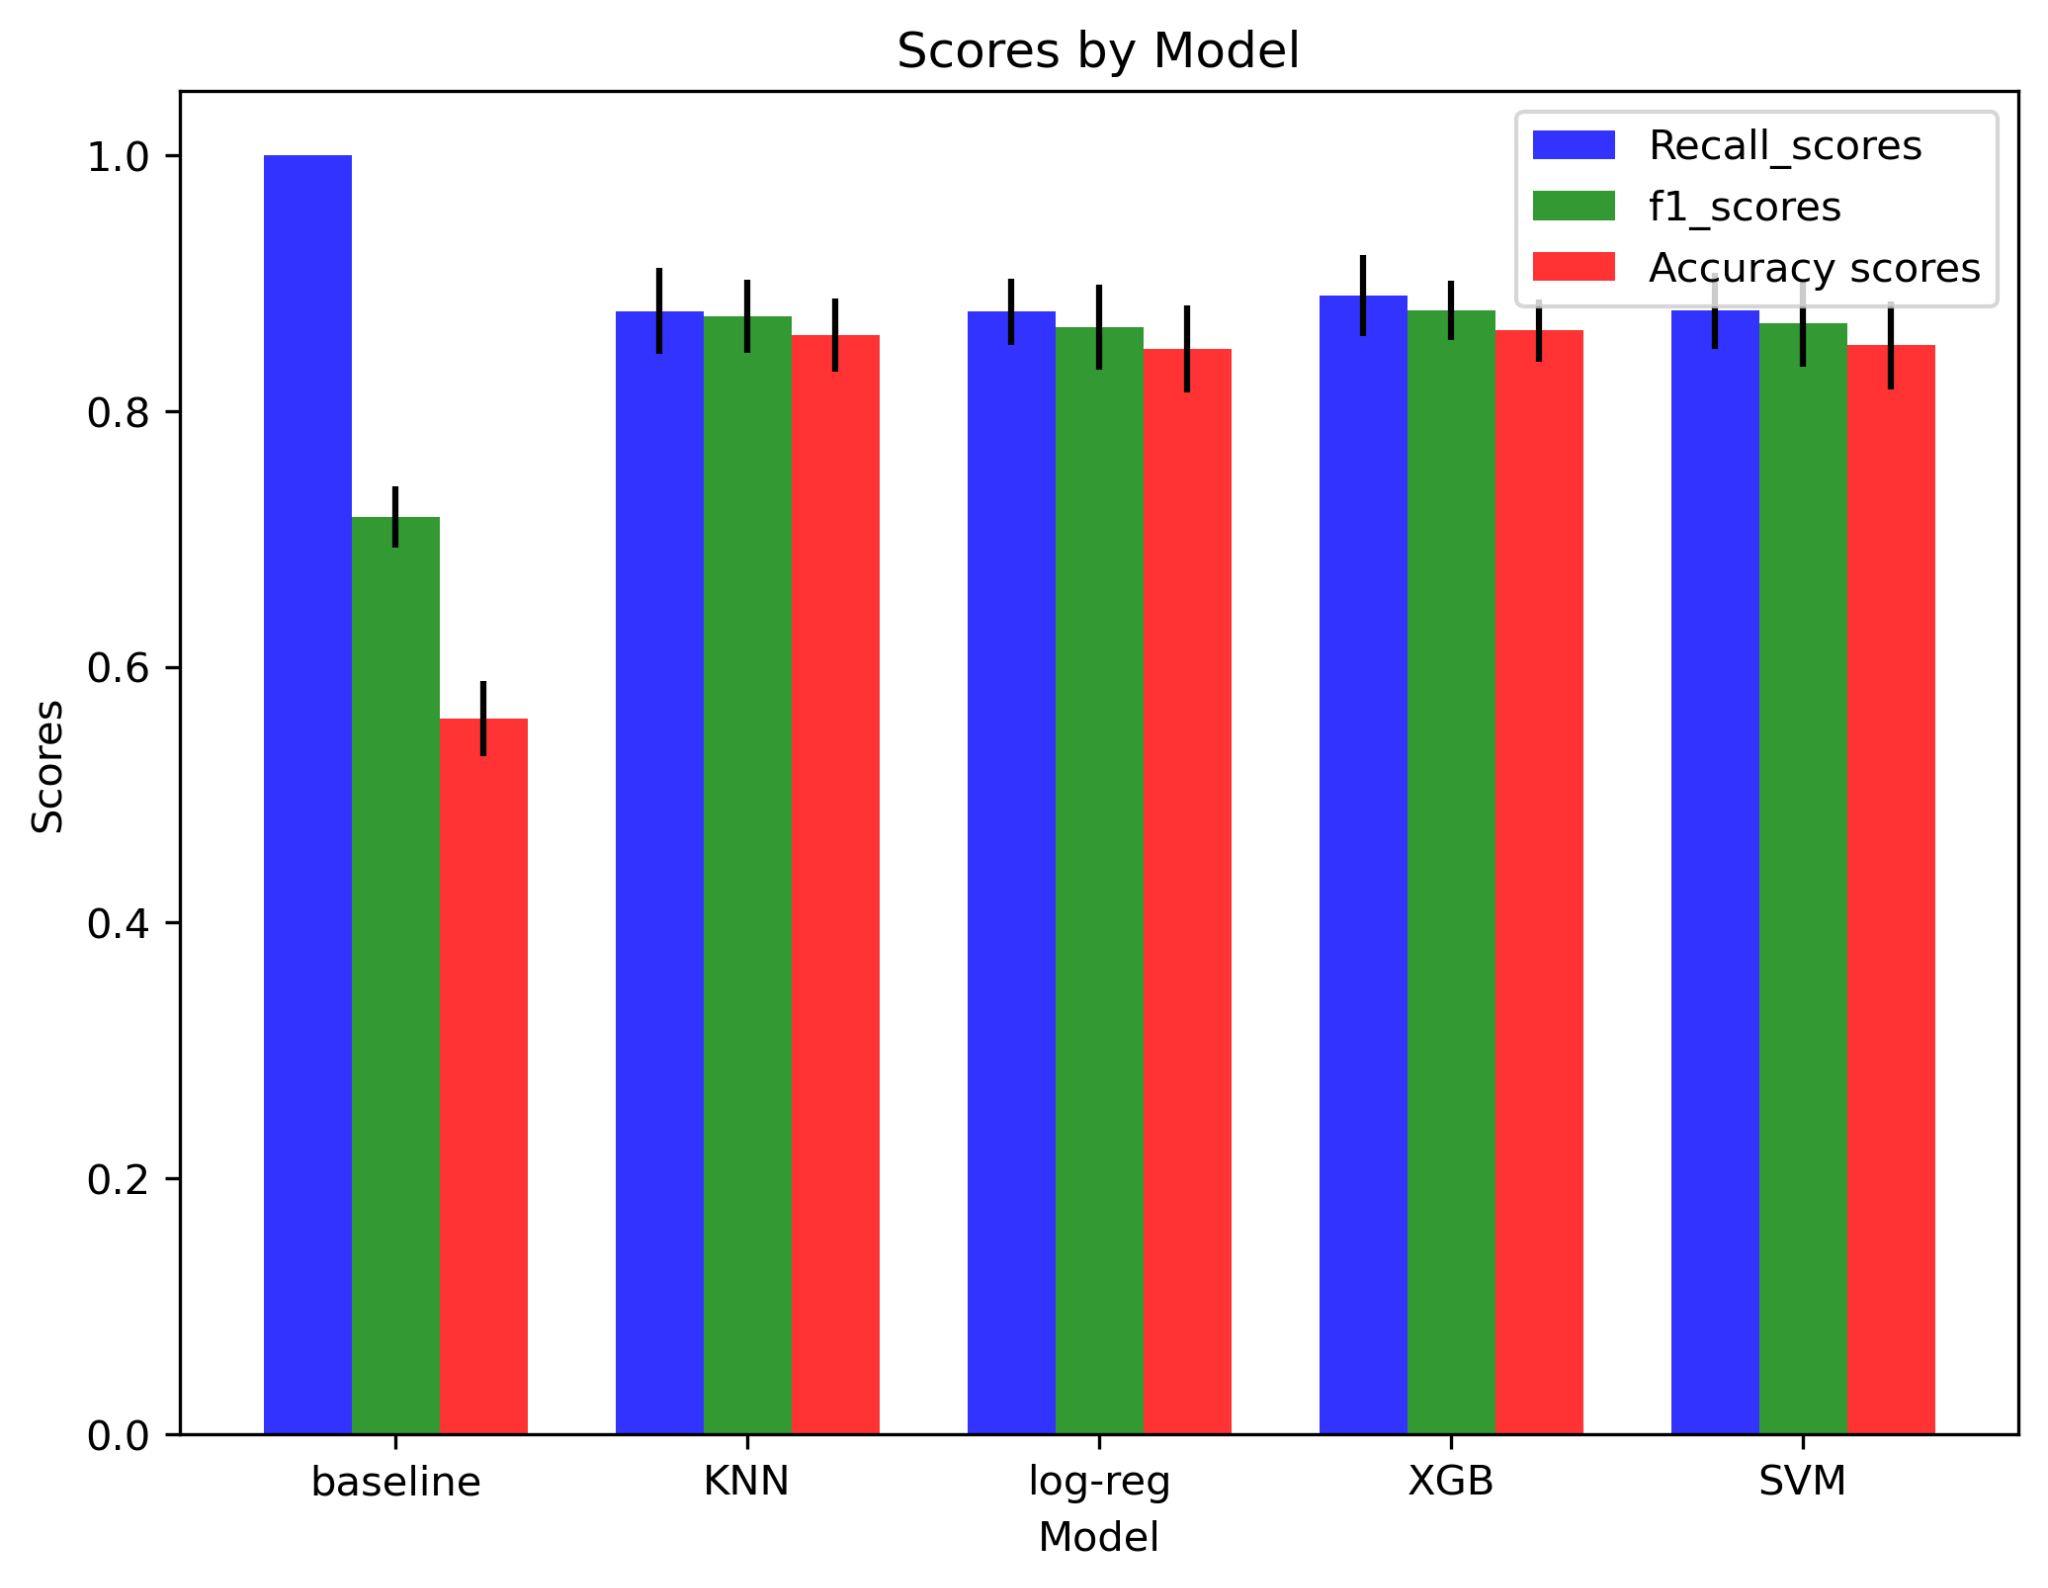 Scores by Model
Recall_scores
f1_scores
Accuracy scores
Scores
1.0
0.8
0.6
0.4
0.2
0.0
baseline KNN log-reg XGB SVM
Model